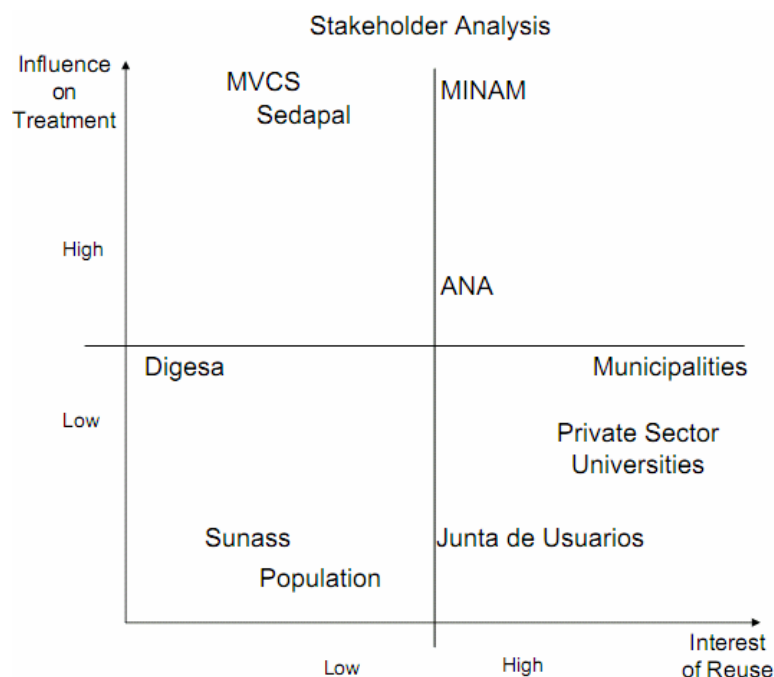 Stakeholder Analysis
Influence
on
Treatment
MVCS
Sedapal
MINAM
High
ANA
Digesa
Municipalities
Low
Private Sector
Universities
Sunass
Junta de Usuarios
Population
Low
High
Interest
of Reuse